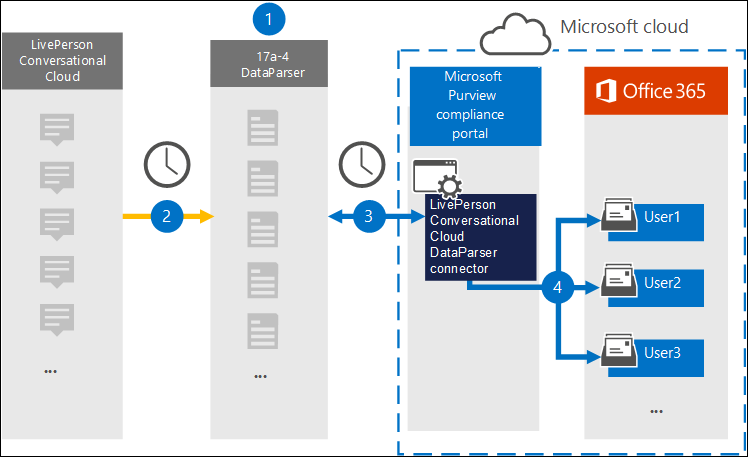 1
Microsoft cloud
LivePerson
Conversational
Cloud
17a-4
DataParser
Microsoft
Purview
compliance
portal
Office 365
2
3
LivePerson
Conversational
Cloud
DataParser
connector
4
User1
User2
User3
...
...
...